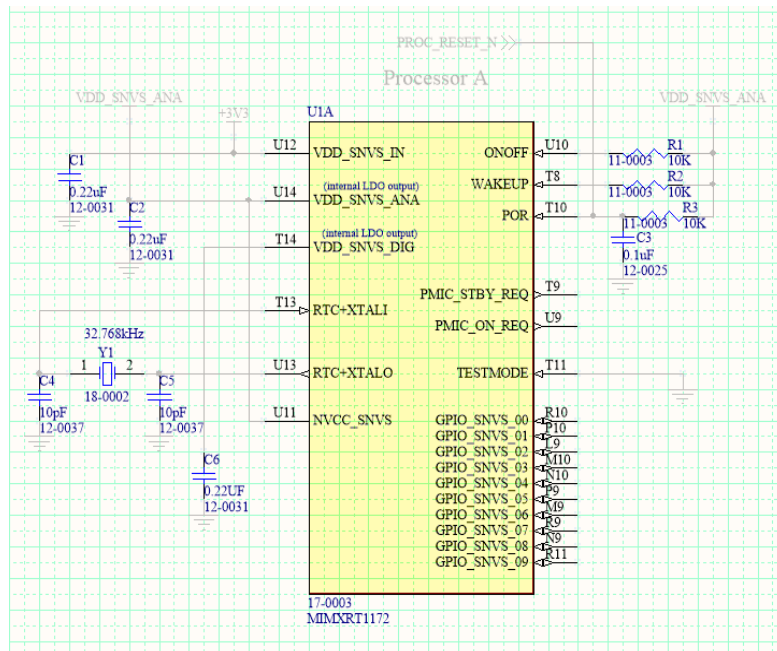 PROC_RESET_N
Processor A
VDD_SNVS_ANA
+3V3
U1A
VDD_SNVS_ANA
C1
0.22uF
12-0031
C2
0.22uF
12-0031
U12 VDD_SNVS_IN
(internal LDO output)
U14 VDD_SNVS_ANA
(internal LDO output)
T14 VDD_SNVS_DIG
T13 RTC+XTALI
U13 RTC+XTALO
U11 NVCC_SNVS
ONOFF U10
WAKEUP T8
POR T10
PMIC_STBY_REQ T9
PMIC_ON_REQ U9
TESTMODE T11
GPIO_SNVS_00 R10
GPIO_SNVS_01 P10
GPIO_SNVS_02 L9
GPIO_SNVS_03 M10
GPIO_SNVS_04 N10
GPIO_SNVS_05 P9
GPIO_SNVS_06 M9
GPIO_SNVS_07 R9
GPIO_SNVS_08 N9
GPIO_SNVS_09 R11
R1
11-0003 10K
R2
11-0003 10K
R3
11-0003 10K
C3
0.1uF
12-0025
32.768kHz
Y1
1 2
18-0002
C4
10pF
12-0037
C5
10pF
12-0037
C6
0.22UF
12-0031
17-0003
MIMXRT1172